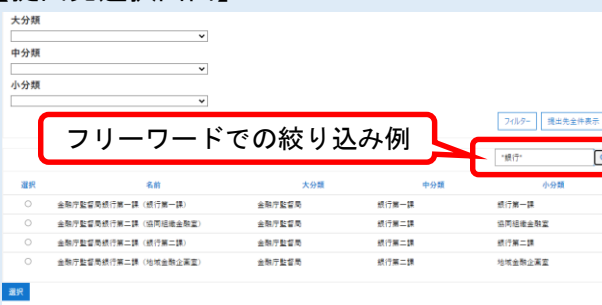 大分類
中分類
小分類
フィルター 提出先全件表示
フリーワードでの絞り込み例
*銀行*
選択 名前 大分類 中分類 小分類
金融庁監督局銀行第一課（銀行第一課） 金融庁監督局 銀行第一課 銀行第一課
金融庁監督局銀行第二課（協同組織金融室） 金融庁監督局 銀行第二課 協同組織金融室
金融庁監督局銀行第二課（銀行第二課） 金融庁監督局 銀行第二課 銀行第二課
金融庁監督局銀行第二課（地域金融企画室） 金融庁監督局 銀行第二課 地域金融企画室
選択